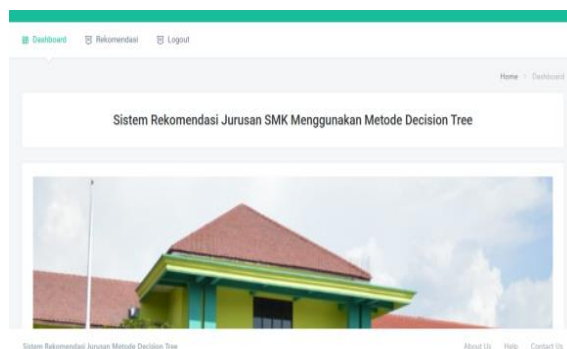 Dashboard Rekomendasi Logout
Home > Dashboard
Sistem Rekomendasi Jurusan SMK Menggunakan Metode Decision Tree
Sistem Rekomendasi Jurusan Metode Decision Tree About Us Help Contact Us